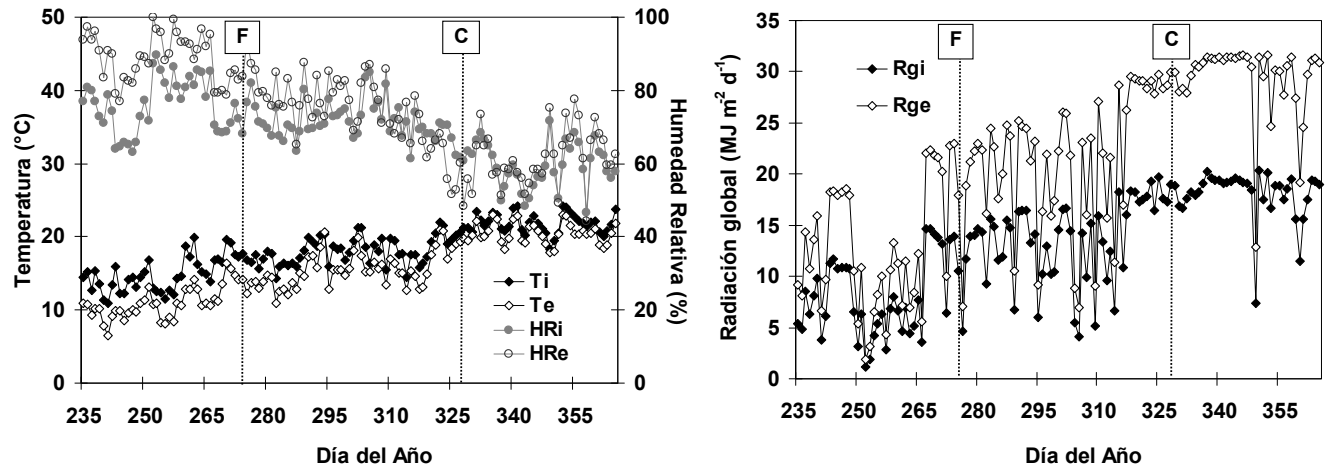 50
40
30
20
10
0
Temperatura (°C)
100
80
60
40
20
0
Humedad Relativa (%)
F
C
Ti
Te
HRi
HRe
235 250 265 280 295 310 325 340 355
Día del Año
35
30
25
20
15
10
5
0
Radiación global (MJ m-2 d-1)
F
C
Rgi
Rge
235 250 265 280 295 310 325 340 355
Día del Año